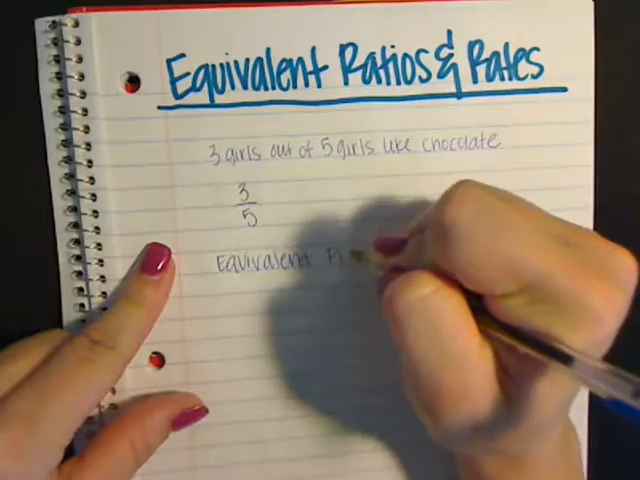 Equivalent Ratios & Rates
3 girls out of 5 girls like chocolate
3
5
Equivalent